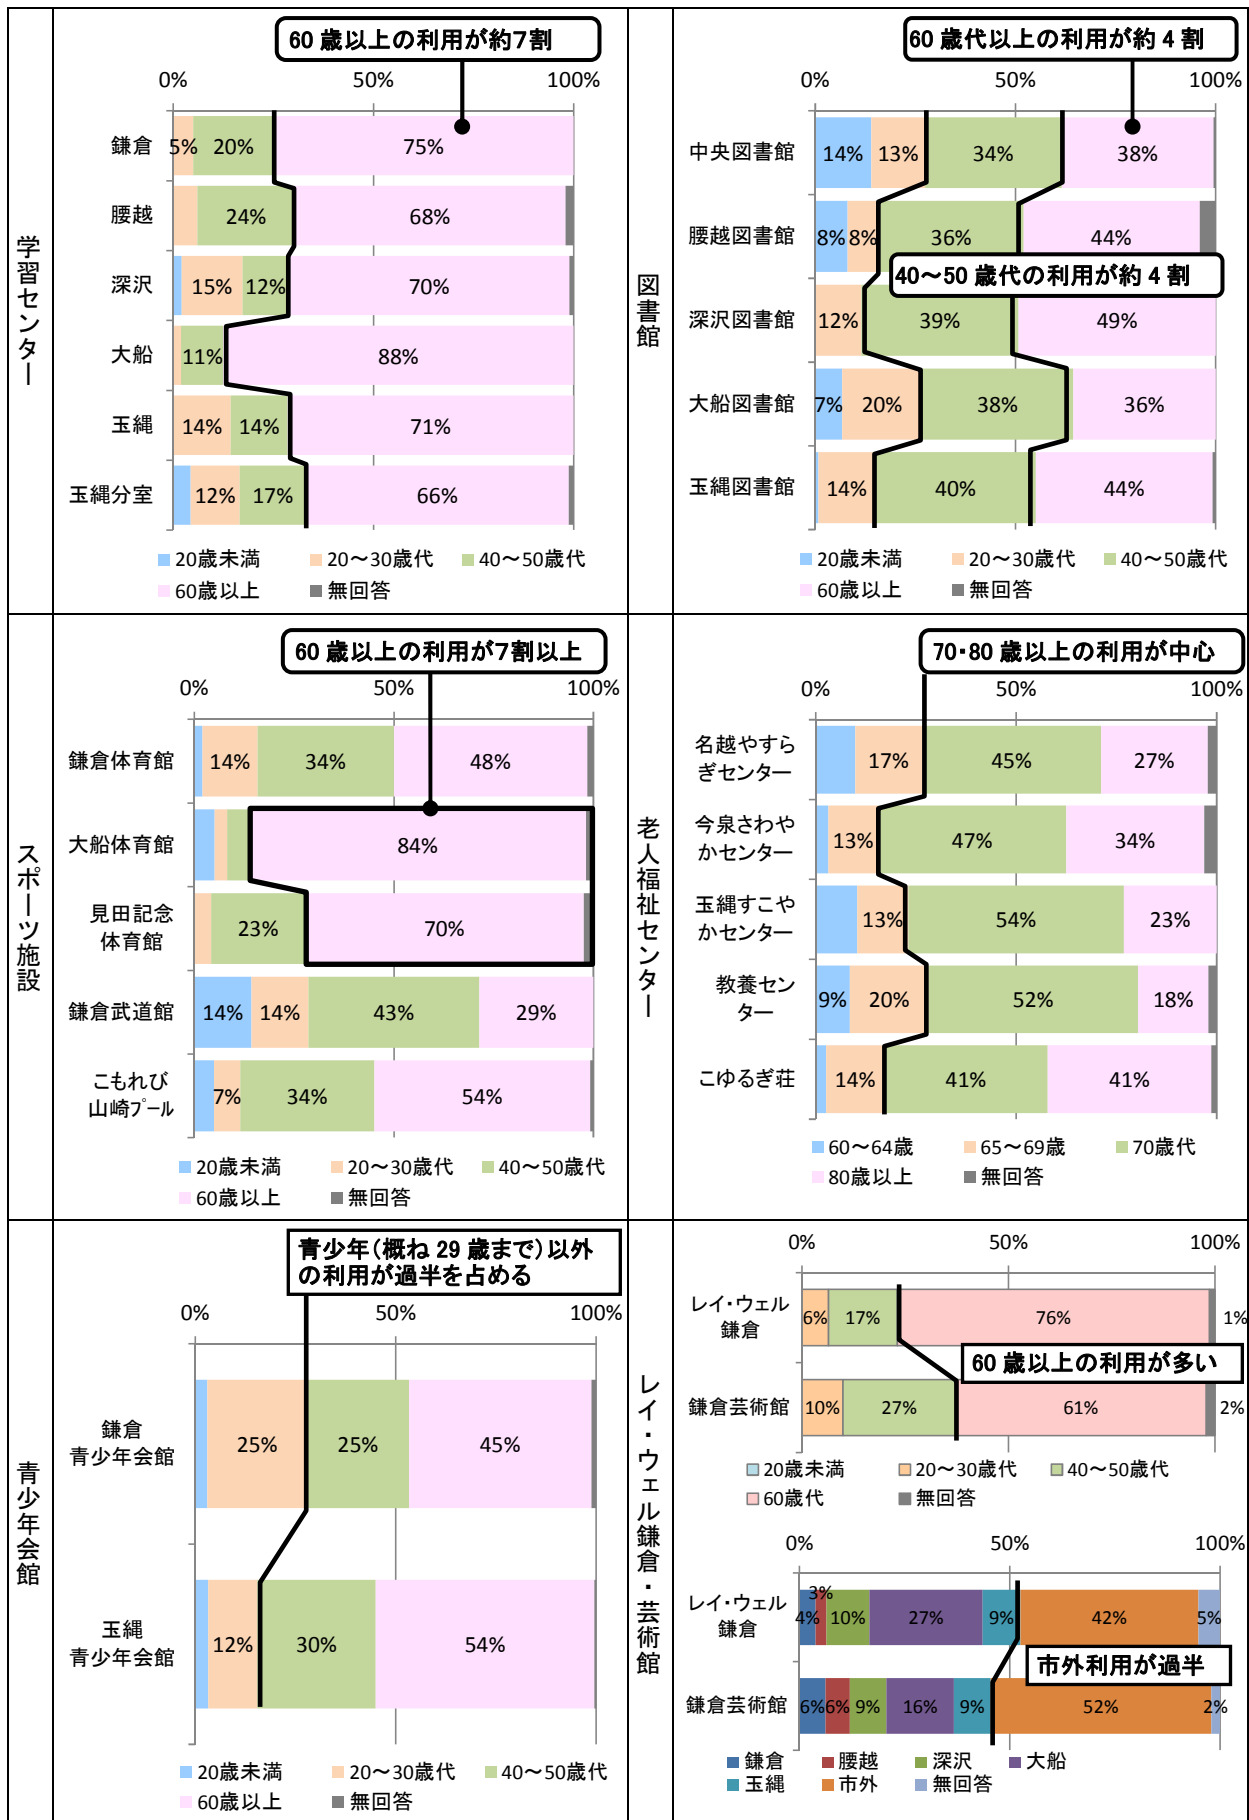 学習センター
60 歳以上の利用が約7割
0% 50% 100%
鎌倉 5% 20% 75%
腰越 24% 68%
深沢 15% 12% 70%
大船 11% 88%
玉縄 14% 14% 71%
玉縄分室 12% 17% 66%
20歳未満 20～30歳代 40～50歳代
60歳以上 無回答
図書館
60 歳代以上の利用が約 4 割
0% 50% 100%
中央図書館 14% 13% 34% 38%
腰越図書館 8% 8% 36% 44%
40～50 歳代の利用が約 4 割
深沢図書館 12% 39% 49%
大船図書館 7% 20% 38% 36%
玉縄図書館 14% 40% 44%
20歳未満 20～30歳代 40～50歳代
60歳以上 無回答
スポーツ施設
60 歳以上の利用が7割以上
0% 50% 100%
鎌倉体育館 14% 34% 48%
大船体育館 84%
見田記念
体育館 23% 70%
鎌倉武道館 14% 14% 43% 29%
こもれび
山崎ﾌﾟｰﾙ 7% 34% 54%
20歳未満 20～30歳代 40～50歳代
60歳以上 無回答
老人福祉センター
70・80 歳以上の利用が中心
0% 50% 100%
名越やすら
ぎセンター 17% 45% 27%
今泉さわや
かセンター 13% 47% 34%
玉縄すこや
かセンター 13% 54% 23%
教養セン
ター 9% 20% 52% 18%
こゆるぎ荘 14% 41% 41%
60～64歳 65～69歳 70歳代
80歳以上 無回答
青少年会館
青少年（概ね 29 歳まで）以外
の利用が過半を占める
0% 50% 100%
鎌倉
青少年会館 25% 25% 45%
玉縄
青少年会館 12% 30% 54%
20歳未満 20～30歳代 40～50歳代
60歳以上 無回答
レイ・ウェル鎌倉・芸術館
0% 50% 100%
レイ・ウェル
鎌倉 6% 17% 76% 1%
60 歳以上の利用が多い
鎌倉芸術館 10% 27% 61% 2%
20歳未満 20～30歳代 40～50歳代
60歳代 無回答
0% 50% 100%
レイ・ウェル
鎌倉 4% 3% 10% 27% 9% 42% 5%
市外利用が過半
鎌倉芸術館 6% 6% 9% 16% 9% 52% 2%
鎌倉 腰越 深沢 大船
玉縄 市外 無回答